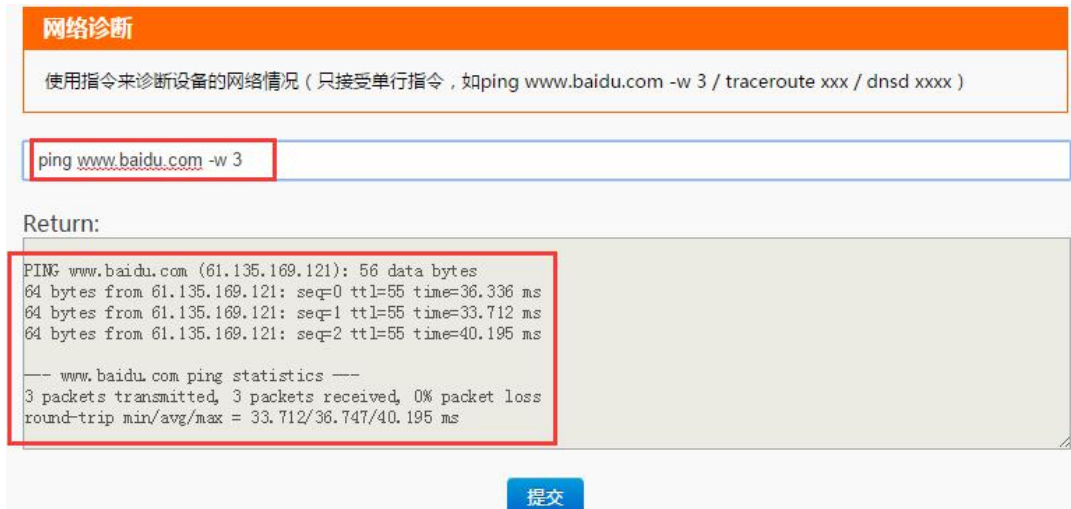 网络诊断
使用指令来诊断设备的网络情况（只接受单行指令，如ping www.baidu.com -w 3 / traceroute xxx / dnsd xxxx）
ping www.baidu.com -w 3
Return:
PING www.baidu.com (61.135.169.121): 56 data bytes
64 bytes from 61.135.169.121: seq=0 ttl=55 time=36.336 ms
64 bytes from 61.135.169.121: seq=1 ttl=55 time=33.712 ms
64 bytes from 61.135.169.121: seq=2 ttl=55 time=40.195 ms
--- www.baidu.com ping statistics ---
3 packets transmitted, 3 packets received, 0% packet loss
round-trip min/avg/max = 33.712/36.747/40.195 ms
提交